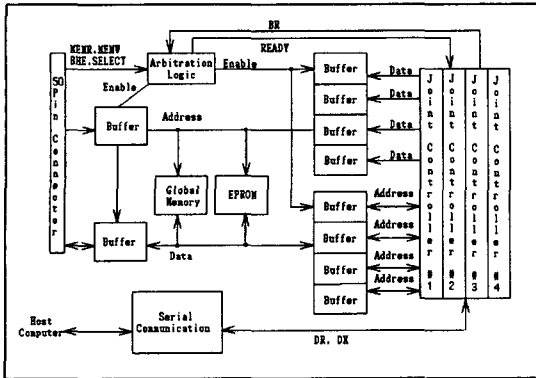 BR
MEMR.MEMW
BHE.SELECT
READY
Arbitration
Logic
Enable
Enable
50 Pin Connector
Buffer
Address
Global
Memory
EPROM
Buffer
Data
Buffer
Buffer
Buffer
Buffer
Data
Data
Data
Data
Buffer
Buffer
Buffer
Buffer
Address
Address
Address
Address
Joint Controller #1
Joint Controller #2
Joint Controller #3
Joint Controller #4
Host
Computer
Serial
Communication
DR. DX